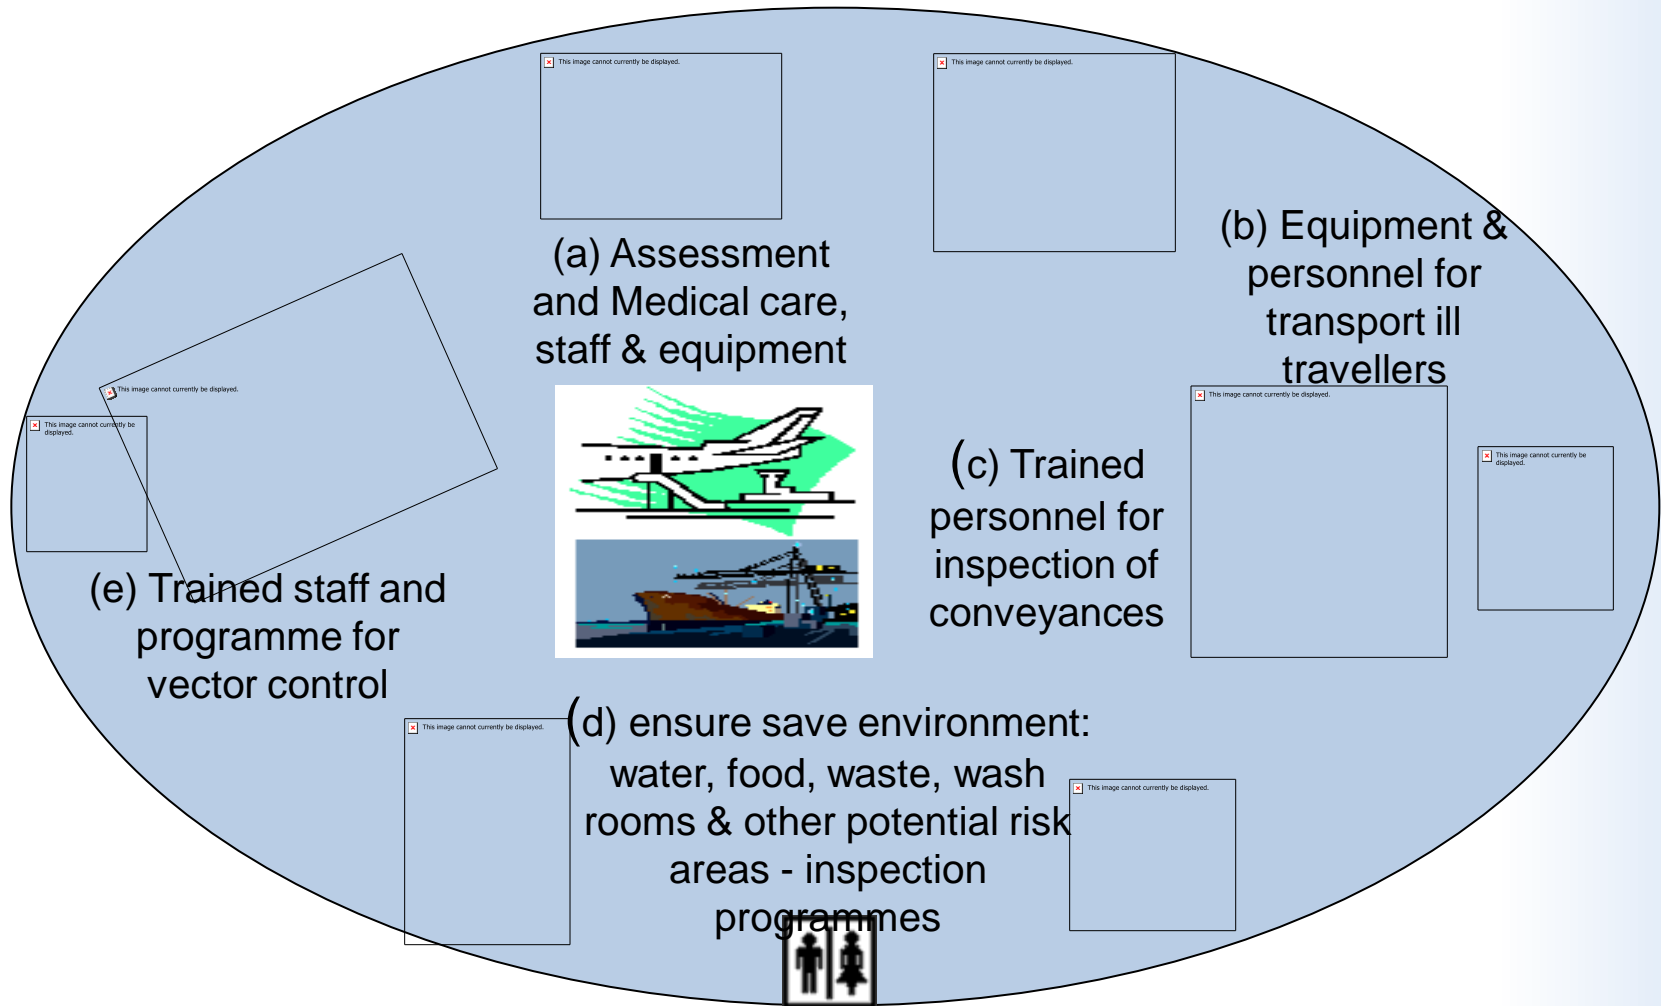 This image cannot currently be displayed.
This image cannot currently be displayed.
(a) Assessment
and Medical care,
staff & equipment
(b) Equipment &
personnel for
transport ill
travellers
This image cannot currently be displayed.
This image cannot currently be
displayed.
(c) Trained
personnel for
inspection of
conveyances
This image cannot currently be displayed.
This image cannot currently be
displayed.
(d) ensure save environment:
water, food, waste, wash
rooms & other potential risk
areas - inspection
programmes
This image cannot currently be displayed.
This image cannot currently be displayed.
(e) Trained staff and
programme for
vector control